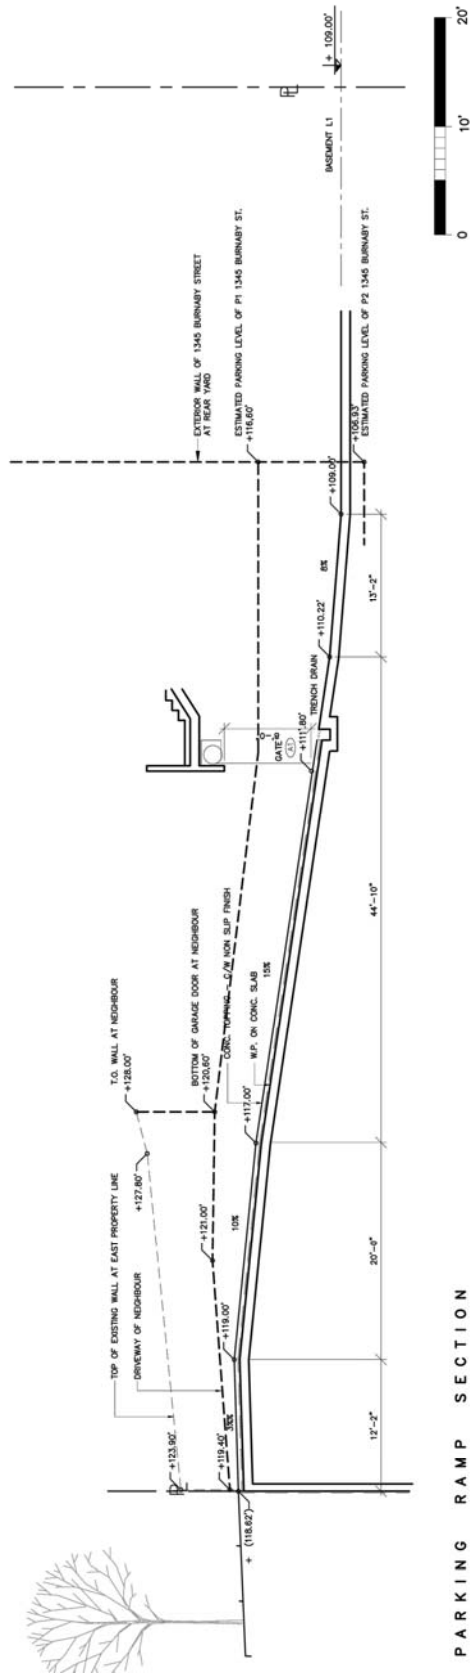 TOP OF EXISTING WALL AT EAST PROPERTY LINE
DRIVEWAY OF NEIGHBOUR
T.O. WALL AT NEIGHBOUR
+128.00'
+127.80'
+123.90'
BOTTOM OF GARAGE DOOR AT NEIGHBOUR
+120.60'
+121.00'
+119.40'
+ (118.62')
+119.00'
10%
+117.00'
CONC. TOPPING - C/W NON SLIP FINISH
15%
W.P. ON CONC. SLAB
GATE
A1
+111.80'
TRENCH DRAIN
+110.22'
8%
+109.00'
EXTERIOR WALL OF 1345 BURNABY STREET
AT REAR YARD
ESTIMATED PARKING LEVEL OF P1 1345 BURNABY ST.
+116.60'
+106.93'
ESTIMATED PARKING LEVEL OF P2 1345 BURNABY ST.
BASEMENT L1
+ 109.00'
PL
12'-2"
44'-10"
13'-2"
PARKING RAMP SECTION
0 10' 20'